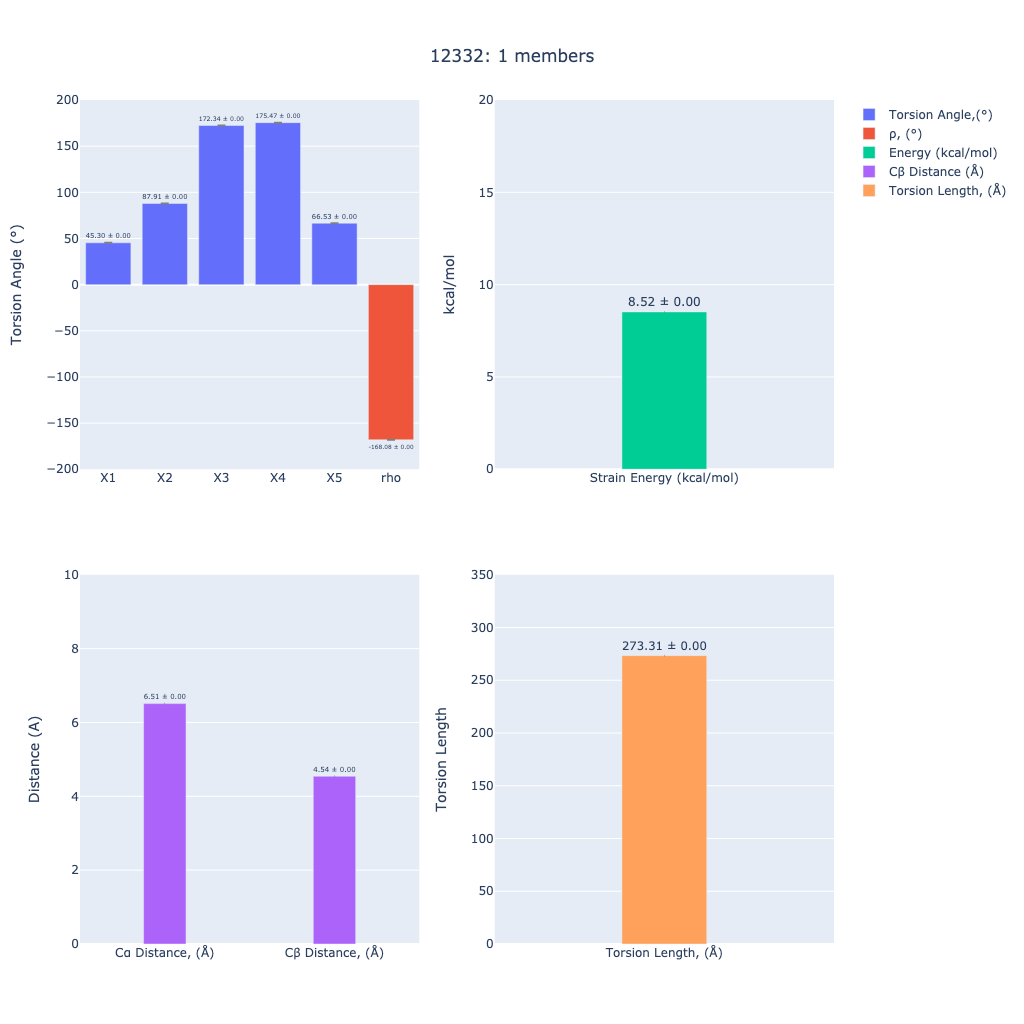 12332: 1 members
Torsion Angle (°)
200
150
100
50
0
−50
−100
−150
−200
45.30 ± 0.00
87.91 ± 0.00
172.34 ± 0.00
175.47 ± 0.00
66.53 ± 0.00
-168.08 ± 0.00
X1 X2 X3 X4 X5 rho
kcal/mol
20
15
10
5
0
8.52 ± 0.00
Strain Energy (kcal/mol)
Torsion Angle,(°)
ρ, (°)
Energy (kcal/mol)
Cβ Distance (Å)
Torsion Length, (Å)
Distance (A)
10
8
6
4
2
0
6.51 ± 0.00
4.54 ± 0.00
Cα Distance, (Å) Cβ Distance, (Å)
Torsion Length
350
300
250
200
150
100
50
0
273.31 ± 0.00
Torsion Length, (Å)